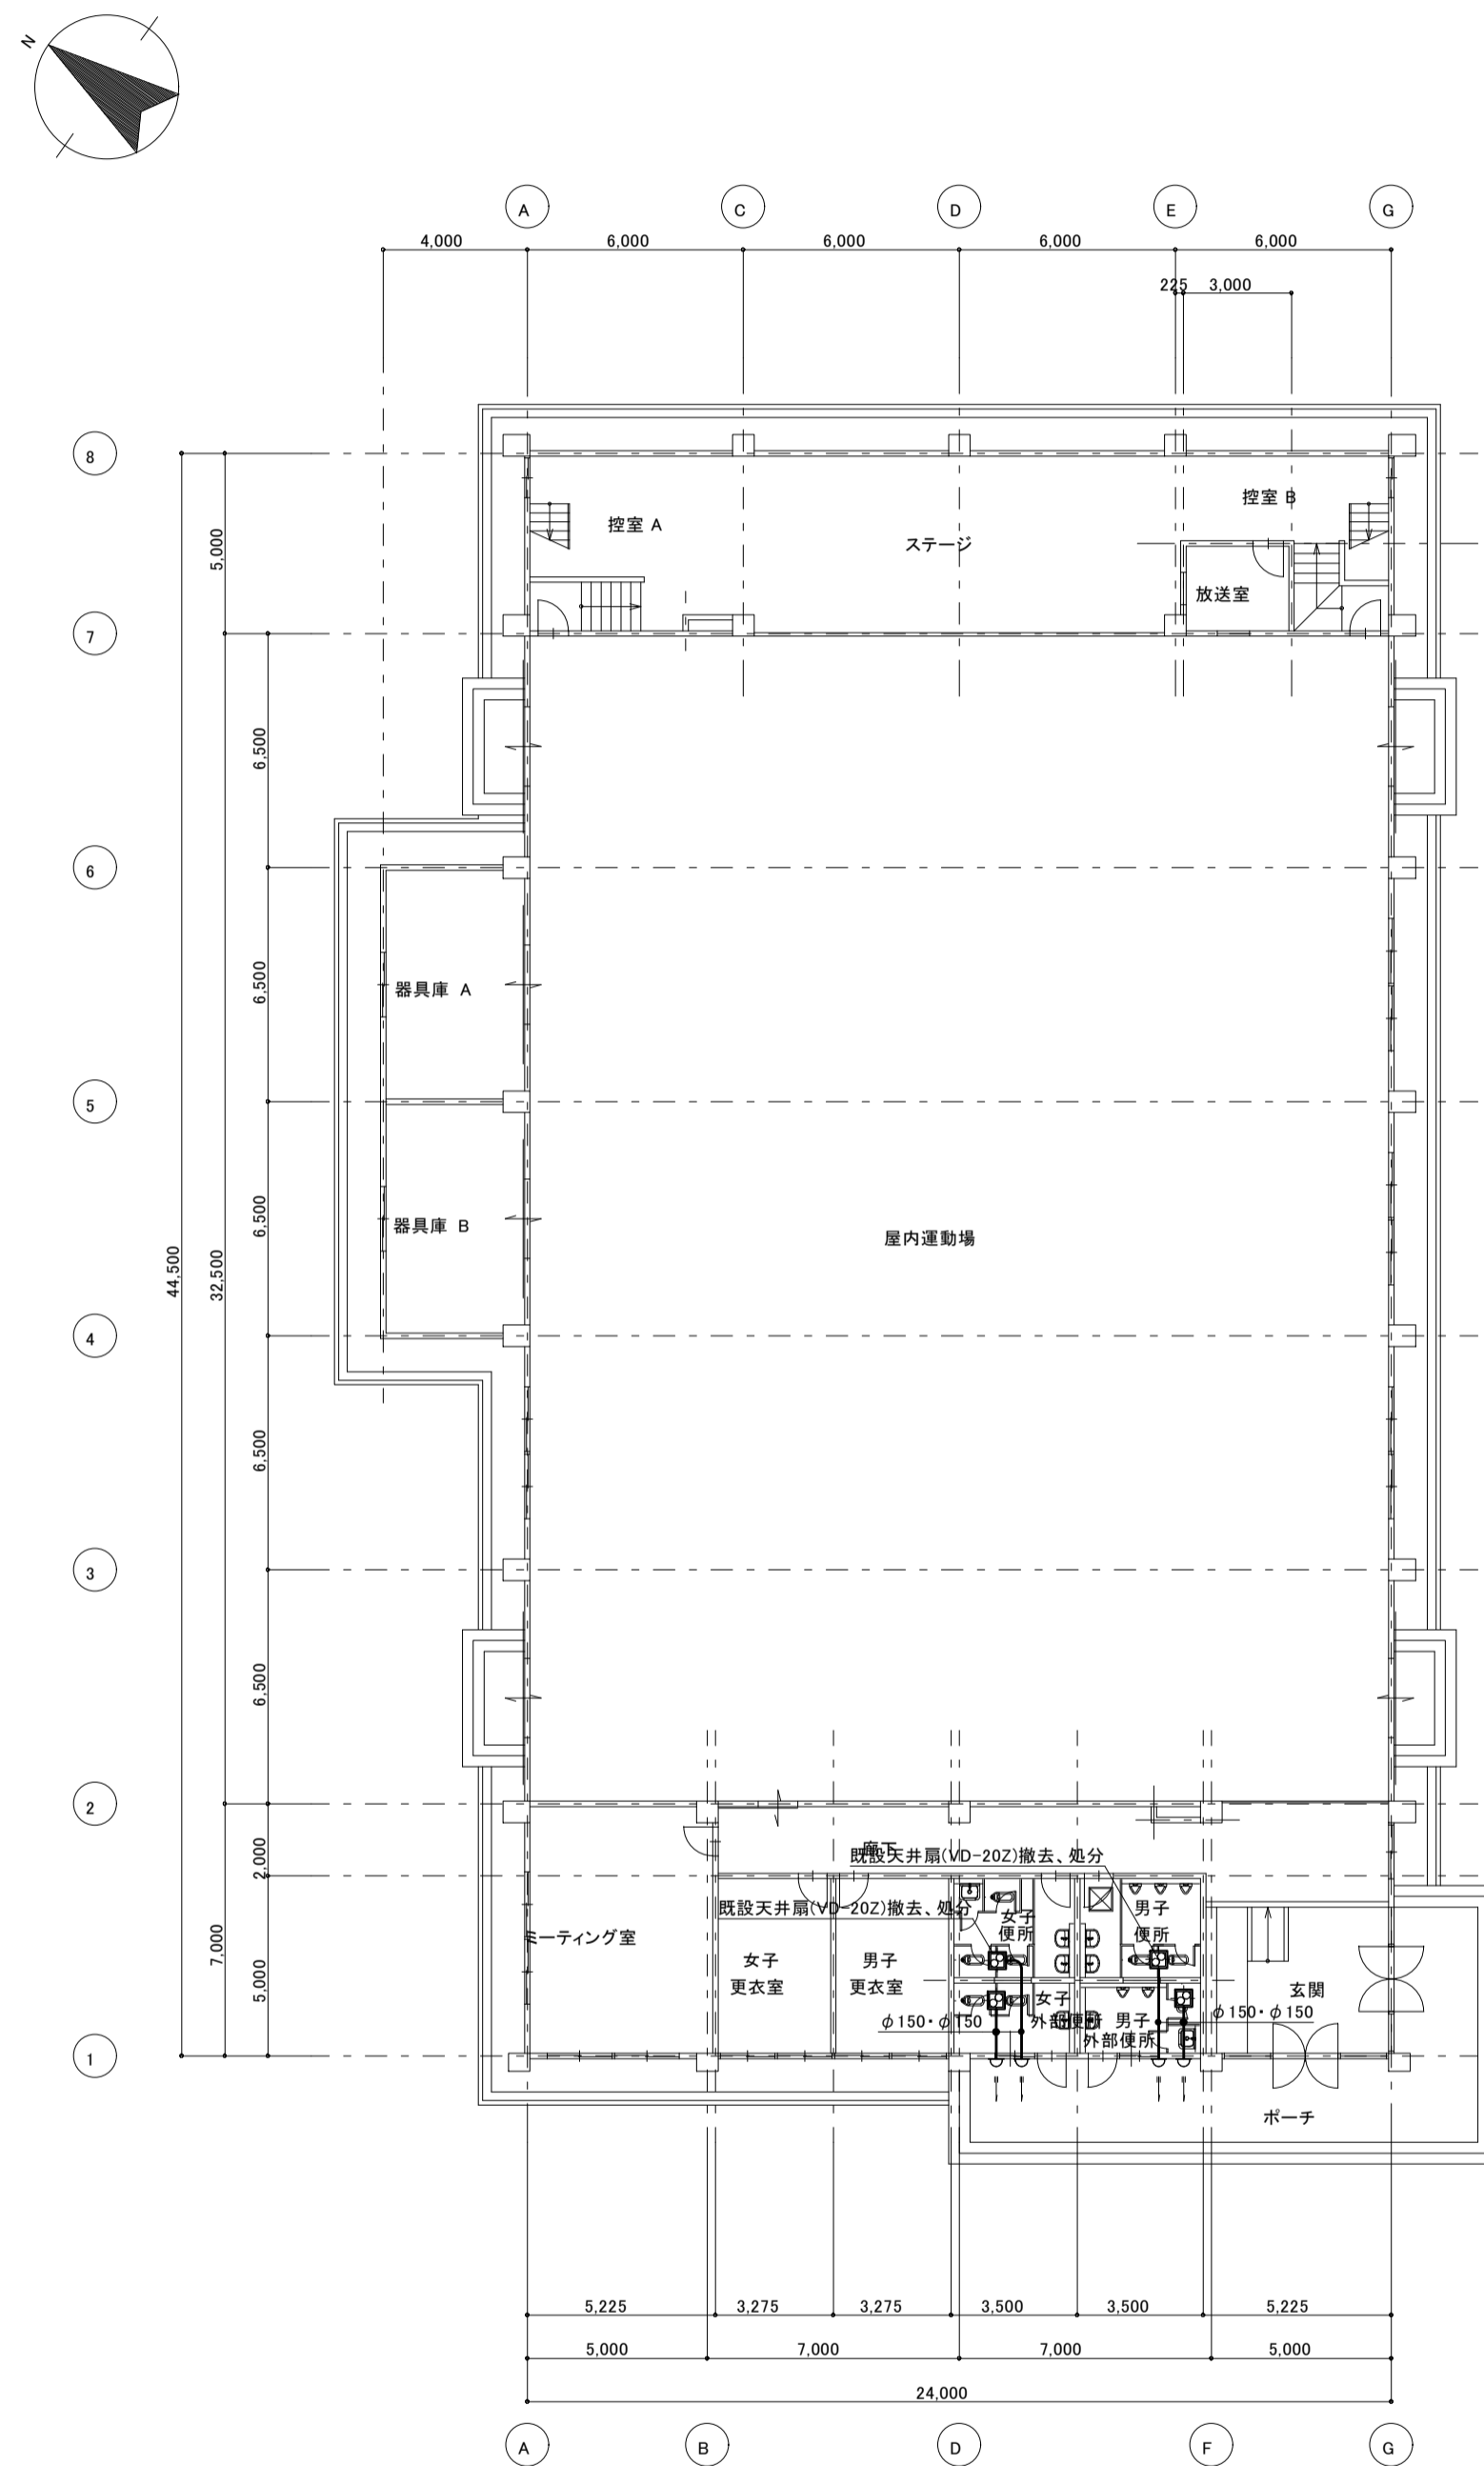 N
A
C
D
E
G
4,000
6,000
6,000
6,000
6,000
225
3,000
8
控室 A
ステージ
控室 B
放送室
5,000
7
6,500
6
器具庫 A
6,500
5
器具庫 B
6,500
屋内運動場
44,500
32,500
4
6,500
3
6,500
2
廊下
既設天井扇(VD-20Z)撤去、処分
2,000
既設天井扇(VD-20Z)撤去、処分
女子
便所
男子
便所
ミーティング室
女子
更衣室
男子
更衣室
7,000
5,000
女子
外部便所
男子
外部便所
φ150・φ150
φ150・φ150
玄関
1
ポーチ
5,225
3,275
3,275
3,500
3,500
5,225
5,000
7,000
7,000
5,000
24,000
A
B
D
F
G